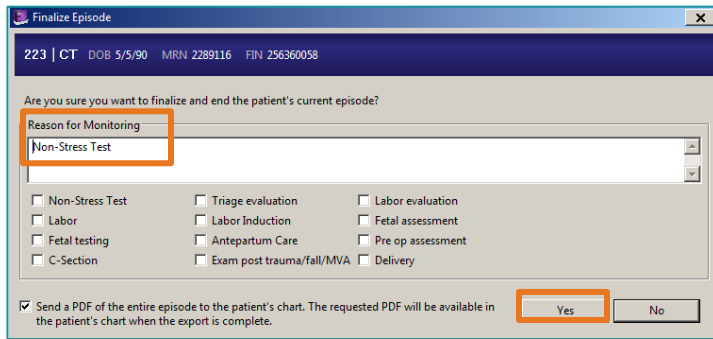 Finalize Episode
223 | CT DOB 5/5/90 MRN 2289116 FIN 256360058
Are you sure you want to finalize and end the patient's current episode?
Reason for Monitoring
Non-Stress Test
Non-Stress Test Triage evaluation Labor evaluation
Labor Labor Induction Fetal assessment
Fetal testing Antepartum Care Pre op assessment
C-Section Exam post trauma/fall/MVA Delivery
Send a PDF of the entire episode to the patient's chart. The requested PDF will be available in
the patient's chart when the export is complete.
Yes No